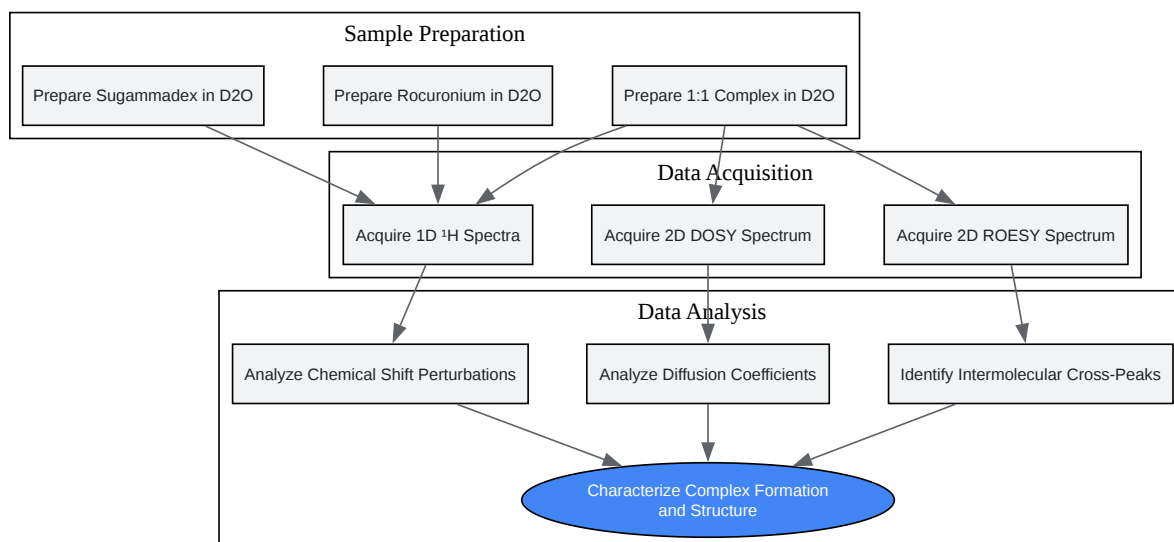 Sample Preparation
Prepare Sugammadex in D2O
Prepare Rocuronium in D2O
Prepare 1:1 Complex in D2O
Data Acquisition
Acquire 1D ¹H Spectra
Acquire 2D DOSY Spectrum
Acquire 2D ROESY Spectrum
Data Analysis
Analyze Chemical Shift Perturbations
Analyze Diffusion Coefficients
Identify Intermolecular Cross-Peaks
Characterize Complex Formation
and Structure